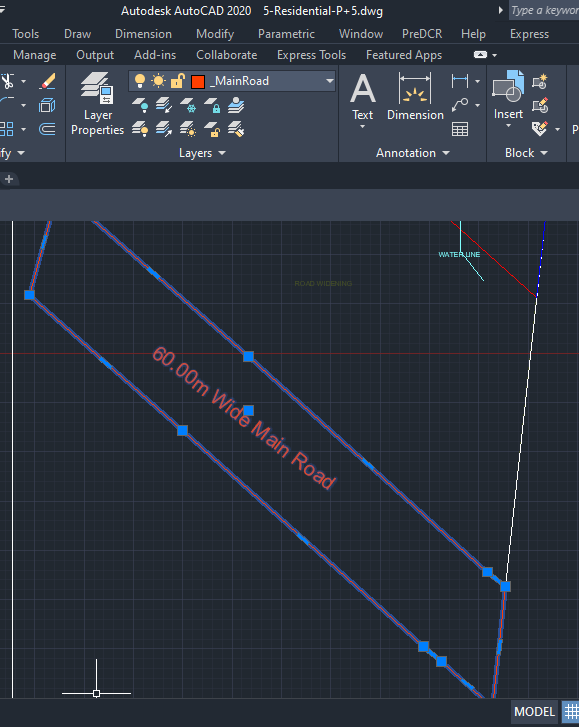 Autodesk AutoCAD 2020 5-Residential-P+5.dwg
Type a keywor
Tools Draw Dimension Modify Parametric Window PreDCR Help Express
Manage Output Add-ins Collaborate Express Tools Featured Apps
_MainRoad
Layer
Properties
Text
Dimension
Insert
ify
Layers
Annotation
Block
WATER LINE
ROAD WIDENING
60.00m Wide Main Road
MODEL